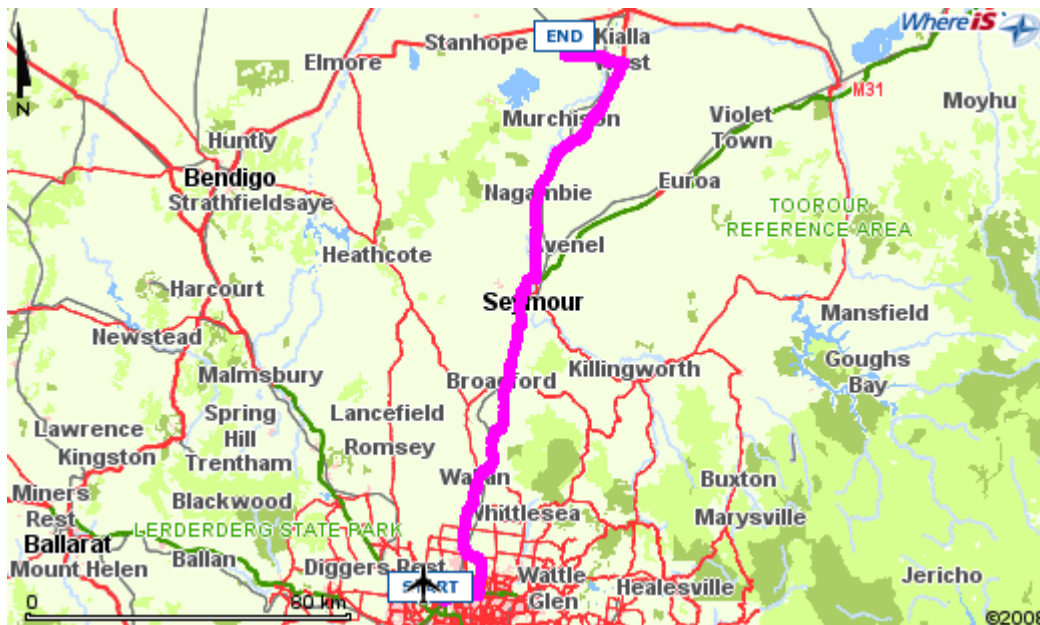 WhereiS
Stanhope
END
Kialla
West
Elmore
N
M31
Moyhu
Violet
Town
Murchison
Huntly
Bendigo
Strathfieldsaye
Nagambie
Euroa
TOOROUR
REFERENCE AREA
Heathcote
Avenel
Harcourt
Seymour
Mansfield
Newstead
Goughs
Bay
Malmsbury
Broadford
Killingworth
Lancefield
Spring
Hill
Lawrence
Romsey
Kingston
Trentham
Wallan
Buxton
Miners
Rest
Blackwood
Whittlesea
Marysville
LERDERDERG STATE PARK
Ballarat
Ballan
Mount Helen
Diggers Rest
Wattle
Glen
Healesville
Jericho
START
0
80 km
©2008